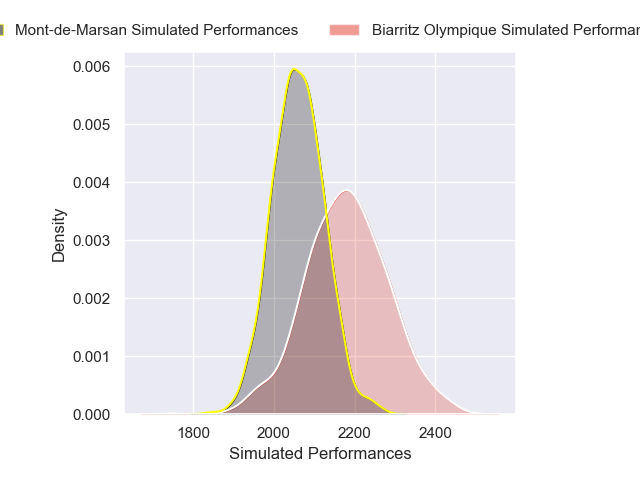 Mont-de-Marsan Simulated Performances
Biarritz Olympique Simulated
0.006
0.005
0.004
0.003
0.002
0.001
0.000
Density
1800 2000 2200 2400
Simulated Performances